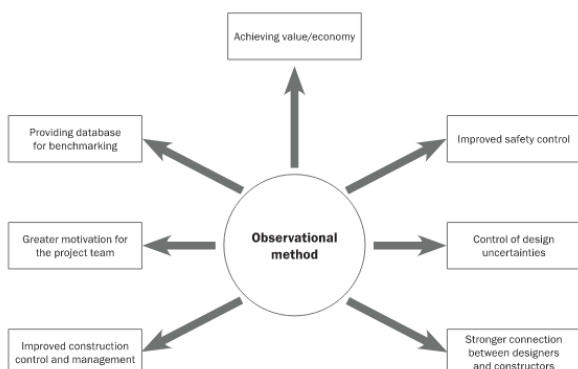 Achieving value/economy
Providing database
for benchmarking
Improved safety control
Greater motivation for
the project team
Observational
method
Control of design
uncertainties
Improved construction
control and management
Stronger connection
between designers
and constructors